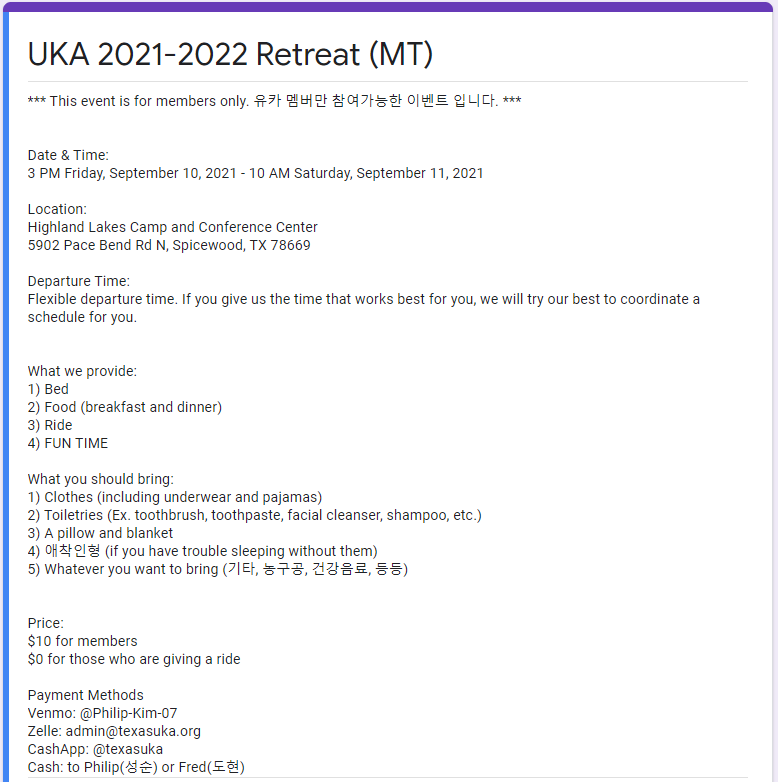 UKA 2021-2022 Retreat (MT)
*** This event is for members only. 유카 멤버만 참여가능한 이벤트 입니다. ***
Date & Time:
3 PM Friday, September 10, 2021 - 10 AM Saturday, September 11, 2021
Location:
Highland Lakes Camp and Conference Center
5902 Pace Bend Rd N, Spicewood, TX 78669
Departure Time:
Flexible departure time. If you give us the time that works best for you, we will try our best to coordinate a
schedule for you.
What we provide:
1) Bed
2) Food (breakfast and dinner)
3) Ride
4) FUN TIME
What you should bring:
1) Clothes (including underwear and pajamas)
2) Toiletries (Ex. toothbrush, toothpaste, facial cleanser, shampoo, etc.)
3) A pillow and blanket
4) 애착인형 (if you have trouble sleeping without them)
5) Whatever you want to bring (기타, 농구공, 건강음료, 등등)
Price:
$10 for members
$0 for those who are giving a ride
Payment Methods
Venmo: @Philip-Kim-07
Zelle: admin@texasuka.org
CashApp: @texasuka
Cash: to Philip(성순) or Fred(도현)